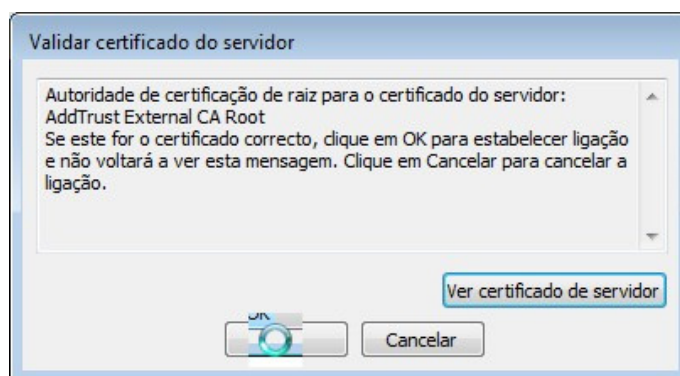 Validar certificado do servidor
Autoridade de certificação de raiz para o certificado do servidor:
AddTrust External CA Root
Se este for o certificado correcto, clique em OK para estabelecer ligação
e não voltará a ver esta mensagem. Clique em Cancelar para cancelar a
ligação.
Ver certificado de servidor
OK
Cancelar